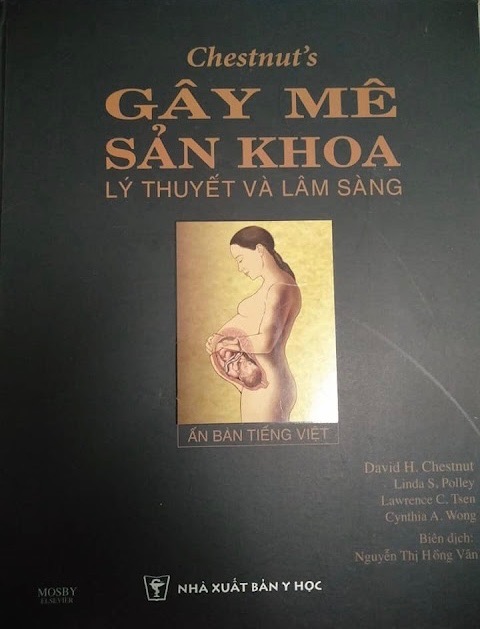 Chestnut's
GÂY MÊ
SẢN KHOA
LÝ THUYẾT VÀ LÂM SÀNG
ẤN BẢN TIẾNG VIỆT
David H. Chestnut
Linda S. Polley
Lawrence C. Tsen
Cynthia A. Wong
Biên dịch:
Nguyễn Thị Hồng Vân
MOSBY
ELSEVIER
NHÀ XUẤT BẢN Y HỌC